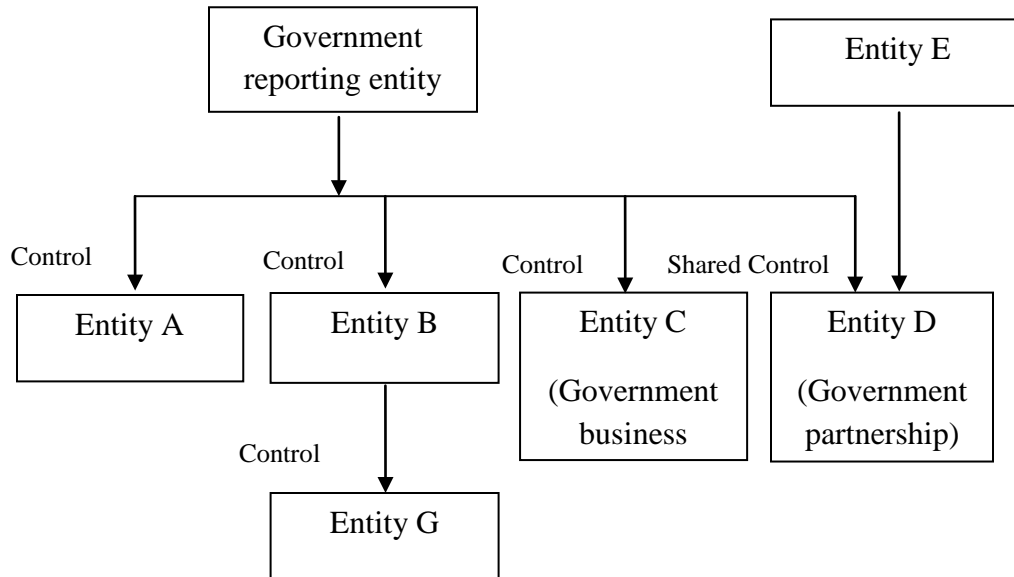 Government
reporting entity
Entity E
Control
Control
Control
Shared Control
Entity A
Entity B
Entity C
(Government
business
Entity D
(Government
partnership)
Control
Entity G